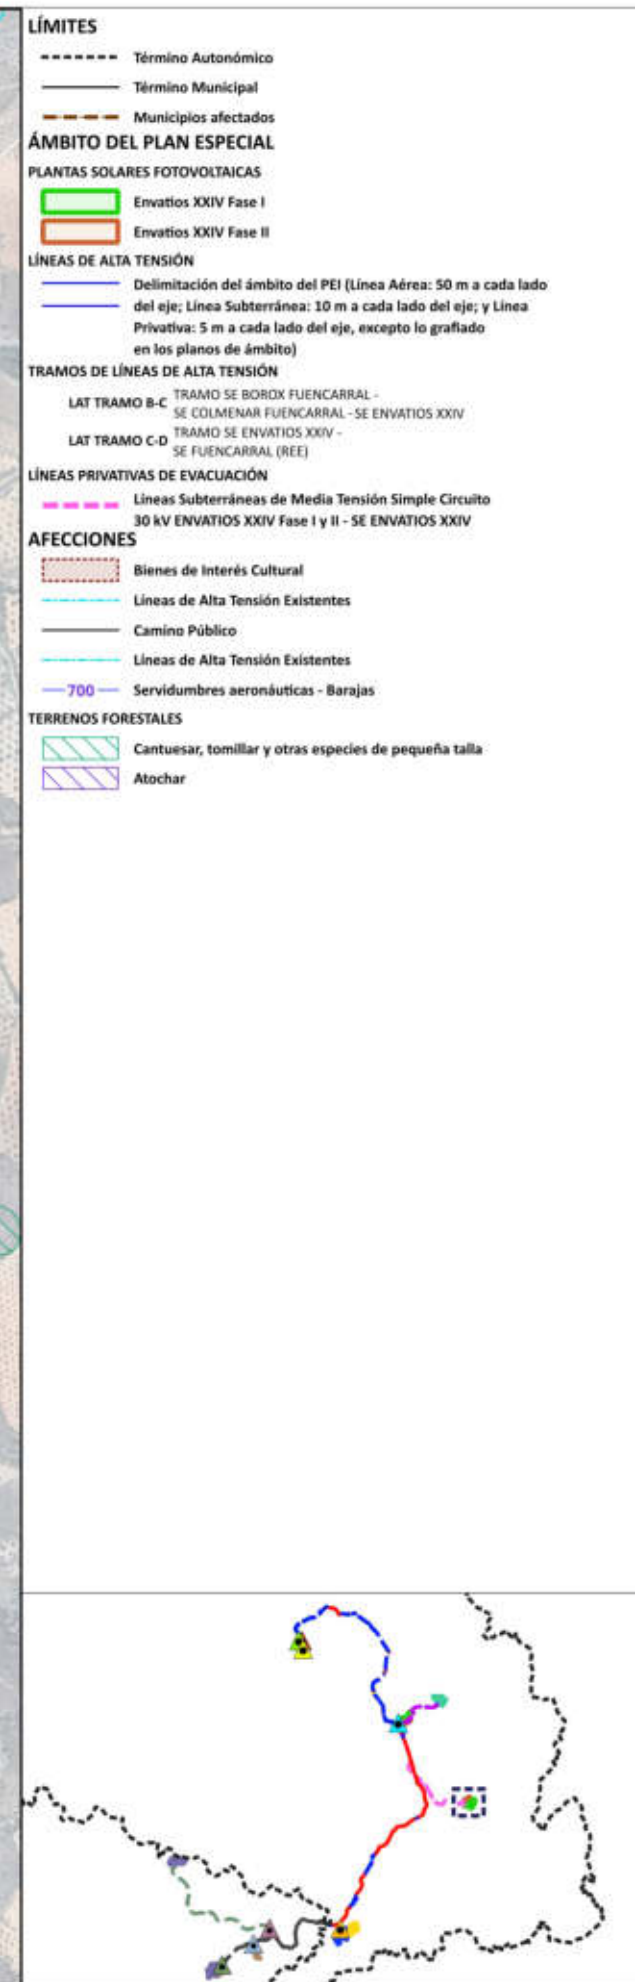 LÍMITES
Término Autonómico
Término Municipal
Municipios afectados
ÁMBITO DEL PLAN ESPECIAL
PLANTAS SOLARES FOTOVOLTAICAS
Envatios XXIV Fase I
Envatios XXIV Fase II
LÍNEAS DE ALTA TENSIÓN
Delimitación del ámbito del PEI (Línea Aérea: 50 m a cada lado
del eje; Línea Subterránea: 10 m a cada lado del eje; y Línea
Privativa: 5 m a cada lado del eje, excepto lo grafiado
en los planos de ámbito)
TRAMOS DE LÍNEAS DE ALTA TENSIÓN
LAT TRAMO B-C TRAMO SE BOROX FUENCARRAL -
SE COLMENAR FUENCARRAL - SE ENVATIOS XXIV
LAT TRAMO C-D TRAMO SE ENVATIOS XXIV -
SE FUENCARRAL (REE)
LÍNEAS PRIVATIVAS DE EVACUACIÓN
Líneas Subterráneas de Media Tensión Simple Circuito
30 kV ENVATIOS XXIV Fase I y II - SE ENVATIOS XXIV
AFECCIONES
Bienes de Interés Cultural
Líneas de Alta Tensión Existentes
Camino Público
Líneas de Alta Tensión Existentes
700 Servidumbres aeronáuticas - Barajas
TERRENOS FORESTALES
Cantuesar, tomillar y otras especies de pequeña talla
Atochar